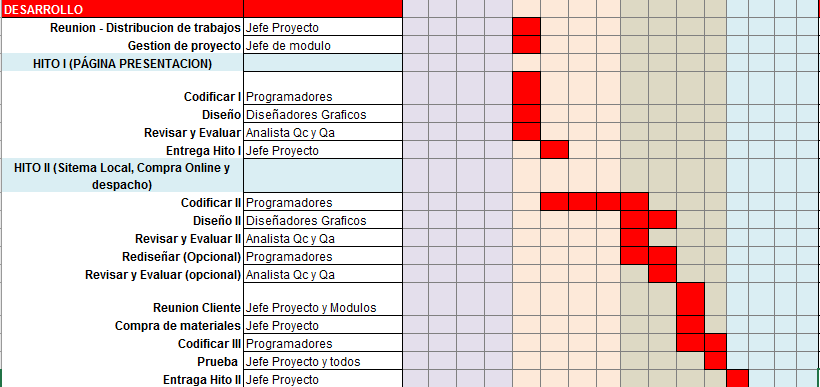 DESARROLLO
Reunion - Distribucion de trabajos Jefe Proyecto
Gestion de proyecto Jefe de modulo
HITO I (PÁGINA PRESENTACION)
Codificar I Programadores
Diseño Diseñadores Graficos
Revisar y Evaluar Analista Qc y Qa
Entrega Hito I Jefe Proyecto
HITO II (Sitema Local, Compra Online y
despacho)
Codificar II Programadores
Diseño II Diseñadores Graficos
Revisar y Evaluar II Analista Qc y Qa
Rediseñar (Opcional) Programadores
Revisar y Evaluar (opcional) Analista Qc y Qa
Reunion Cliente Jefe Proyecto y Modulos
Compra de materiales Jefe Proyecto
Codificar III Programadores
Prueba Jefe Proyecto y todos
Entraga Hito II Jefe Proyecto